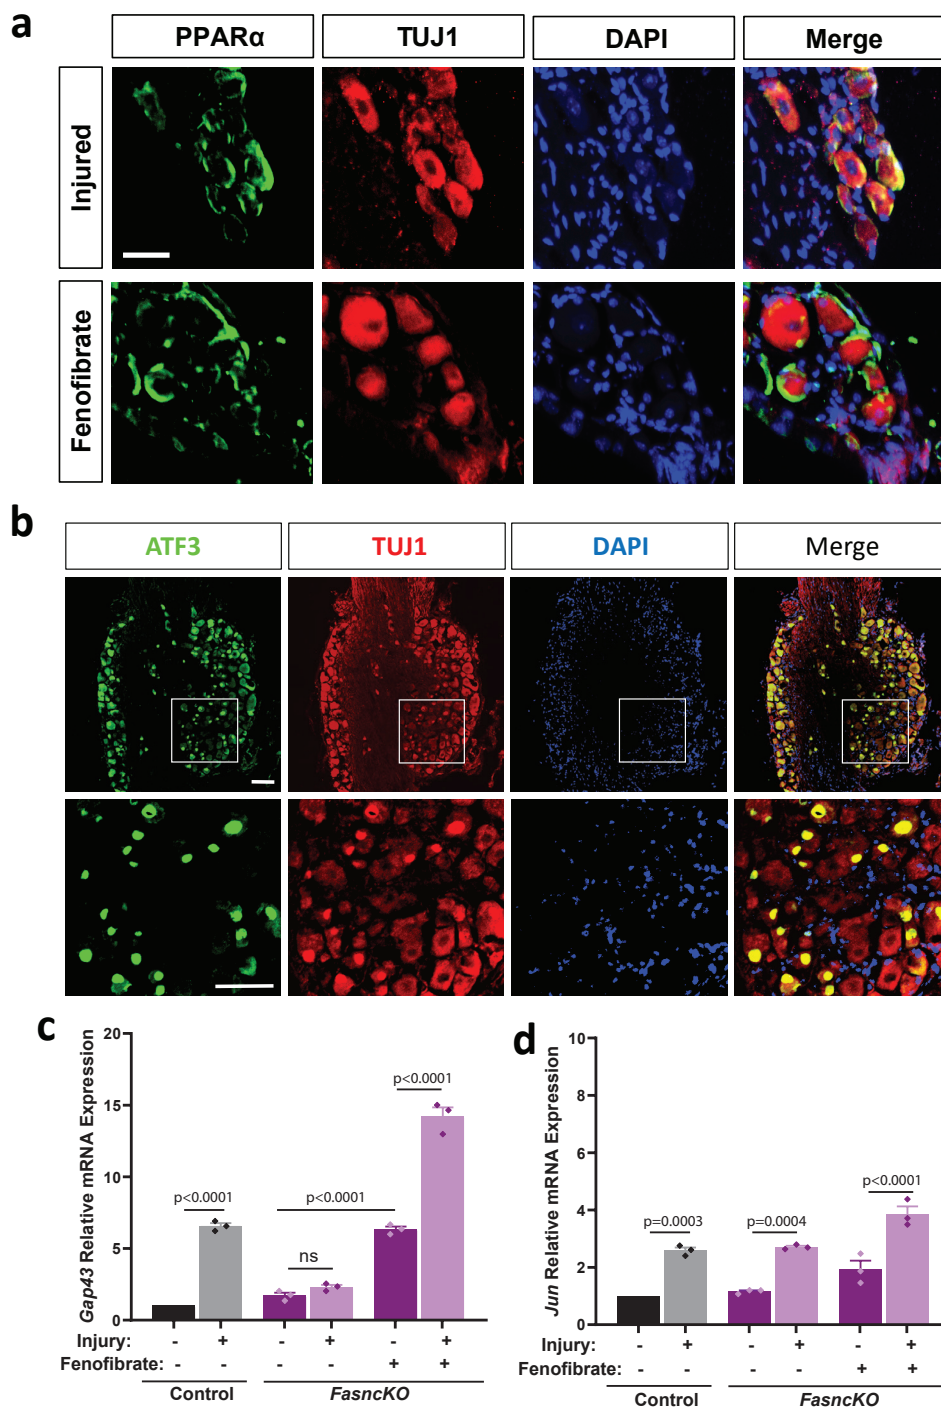 a
PPARα TUJ1 DAPI Merge
Injured
Fenofibrate
b
ATF3 TUJ1 DAPI Merge
c
Gap43 Relative mRNA Expression
20
15
10
5
0
p<0.0001
p<0.0001
ns
p<0.0001
Injury: - + - + - +
Fenofibrate: - - - - + +
Control FasncKO
d
Jun Relative mRNA Expression
10
8
6
4
2
0
p=0.0003
p=0.0004
p<0.0001
Injury: - + - + - +
Fenofibrate: - - - - + +
Control FasncKO